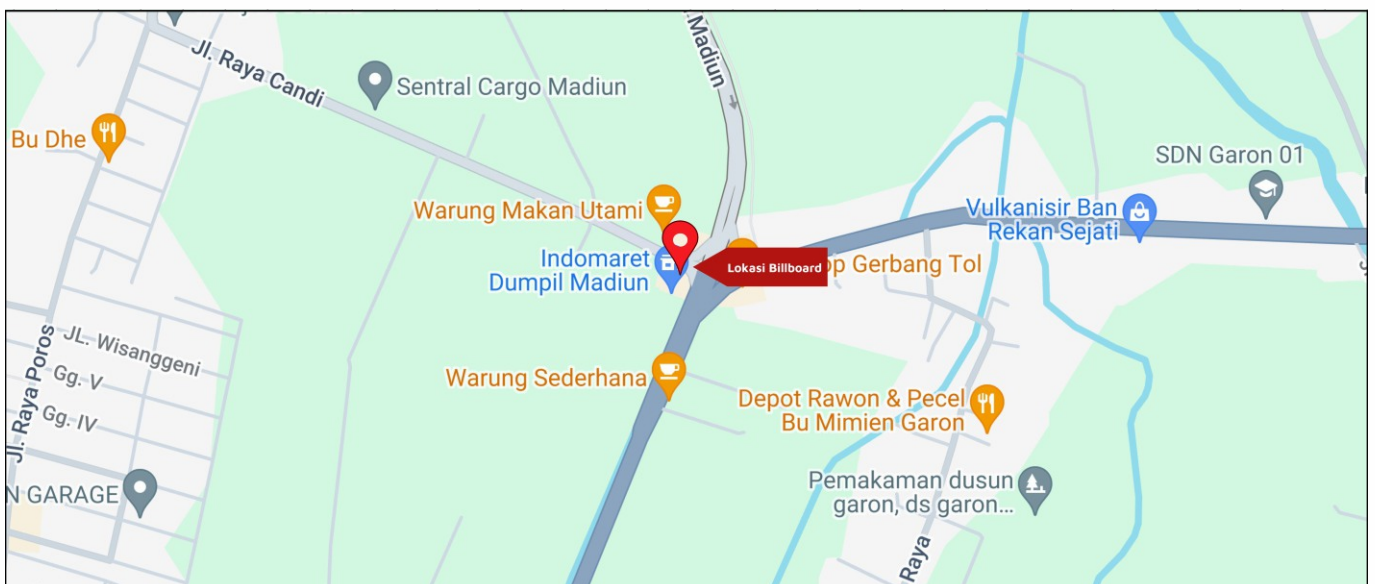 Madiun
Jl. Raya Candi
Sentral Cargo Madiun
Bu Dhe
SDN Garon 01
Warung Makan Utami
Vulkanisir Ban
Rekan Sejati
Indomaret
Dumpil Madiun
Lokasi Billboard
op Gerbang Tol
JL. Wisanggeni
Jl. Raya Poros
Gg. V
Gg. IV
Warung Sederhana
Depot Rawon & Pecel
Bu Mimien Garon
N GARAGE
Pemakaman dusun
garon, ds garon...
Raya